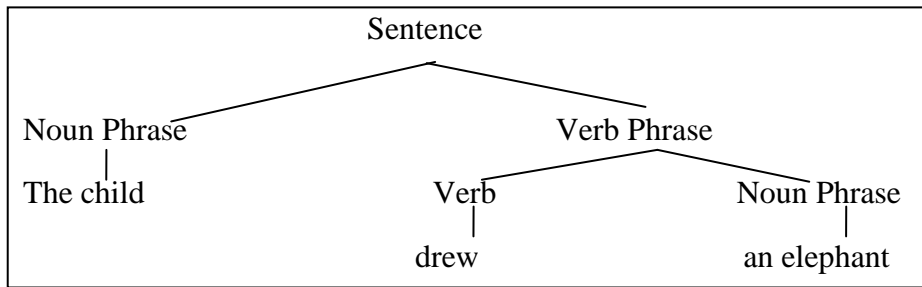 Sentence
Noun Phrase Verb Phrase
The child Verb Noun Phrase
drew an elephant